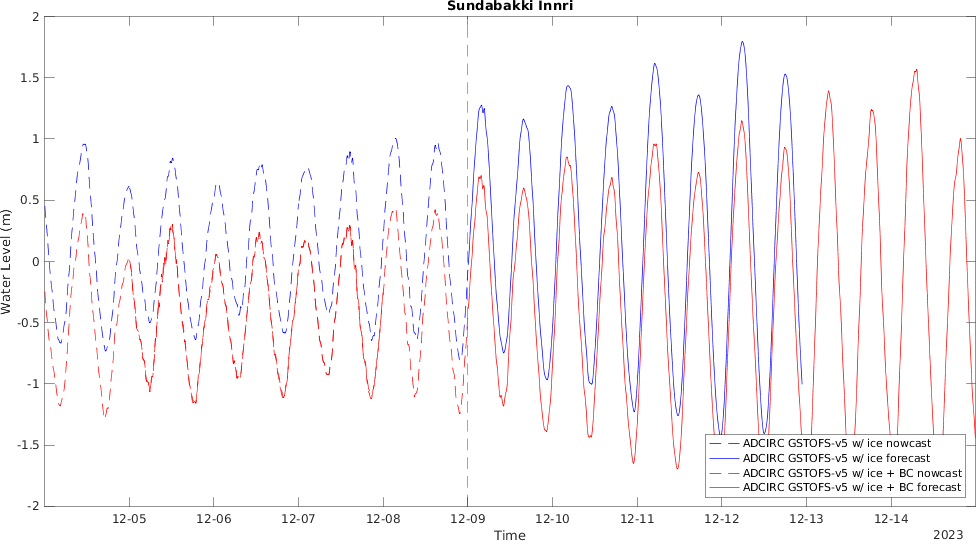 Sundabakki Innri
2
1.5
1
0.5
0
-0.5
-1
-1.5
-2
Water Level (m)
ADCIRC GSTOFS-v5 w/ ice nowcast
ADCIRC GSTOFS-v5 w/ ice forecast
ADCIRC GSTOFS-v5 w/ ice + BC nowcast
ADCIRC GSTOFS-v5 w/ ice + BC forecast
12-05 12-06 12-07 12-08 12-09 12-10 12-11 12-12 12-13 12-14
Time
2023